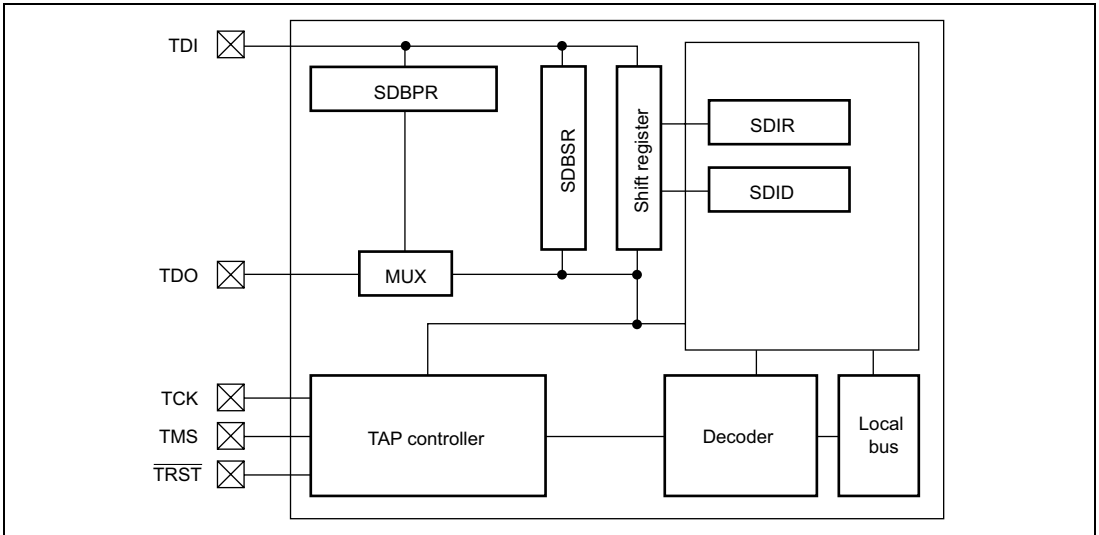 TDI
SDBPR
SDBSR
Shift register
SDIR
SDID
TDO
MUX
TCK
TMS
TRST
TAP controller
Decoder
Local
bus